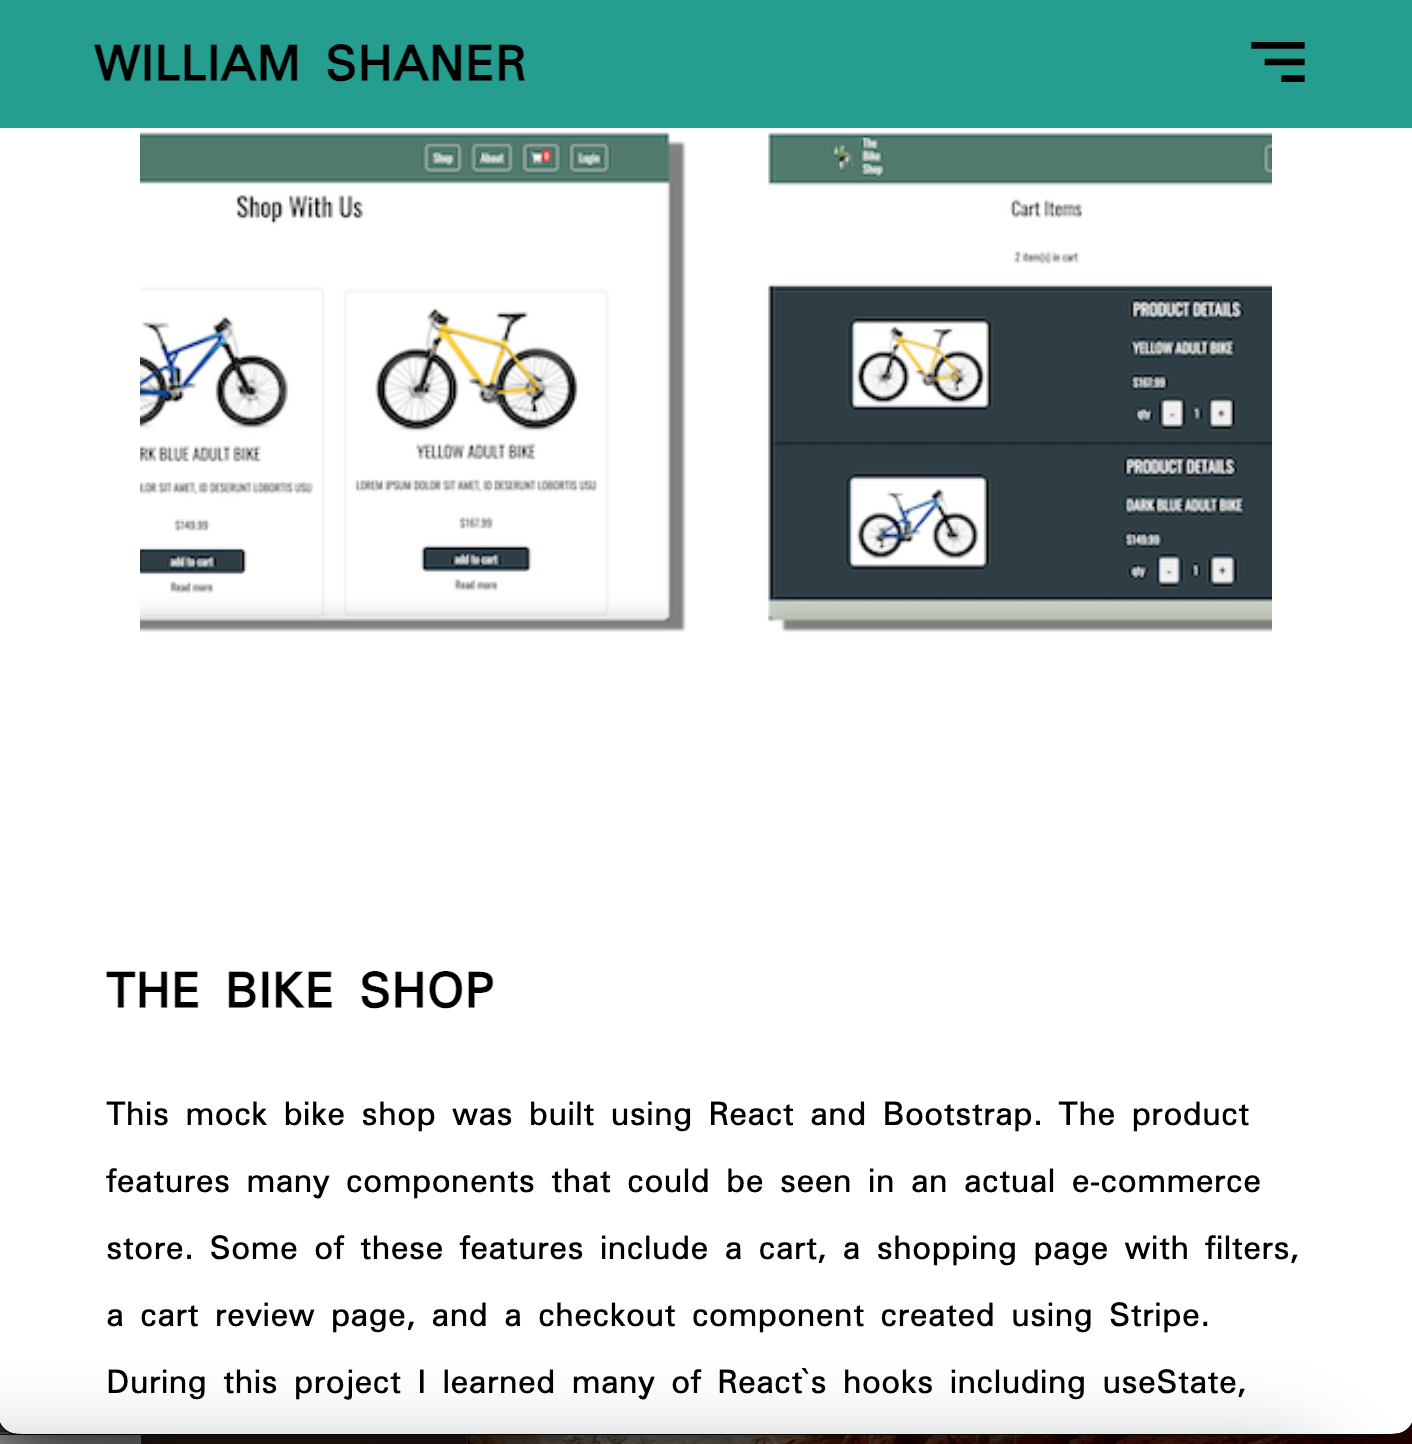 WILLIAM SHANER
Shop About 0 Login
Shop With Us
RK BLUE ADULT BIKE
LOR SIT AMET, ID DESERUNT LOBORTIS USU
$149.99
add to cart
Read more
YELLOW ADULT BIKE
LOREM IPSUM DOLOR SIT AMET, ID DESERUNT LOBORTIS USU
$167.99
add to cart
Read more
The
Bike
Shop
Cart Items
2 item(s) in cart
PRODUCT DETAILS
YELLOW ADULT BIKE
$167.99
qty - 1 +
PRODUCT DETAILS
DARK BLUE ADULT BIKE
$149.99
qty - 1 +
THE BIKE SHOP
This mock bike shop was built using React and Bootstrap. The product
features many components that could be seen in an actual e-commerce
store. Some of these features include a cart, a shopping page with filters,
a cart review page, and a checkout component created using Stripe.
During this project I learned many of React`s hooks including useState,